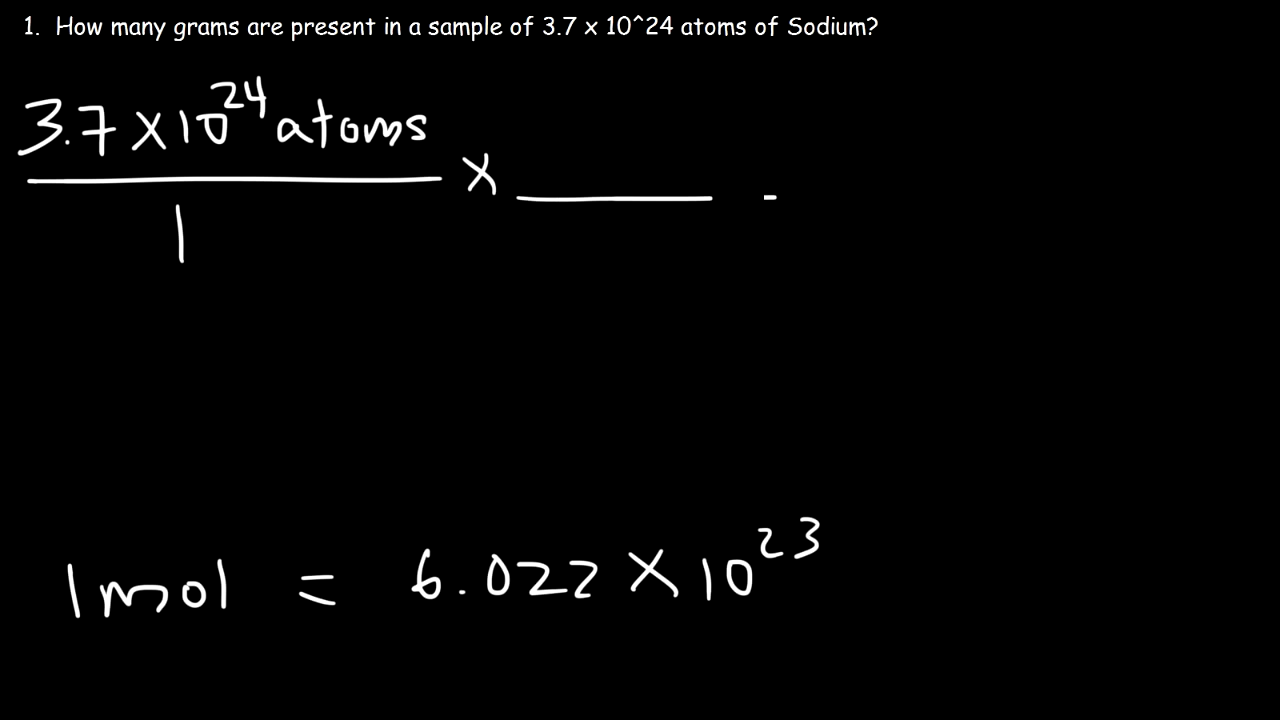 1. How many grams are present in a sample of 3.7 x 10^24 atoms of Sodium?
3.7 x 10^24 atoms
x
1
1 mol = 6.022 x 10^23